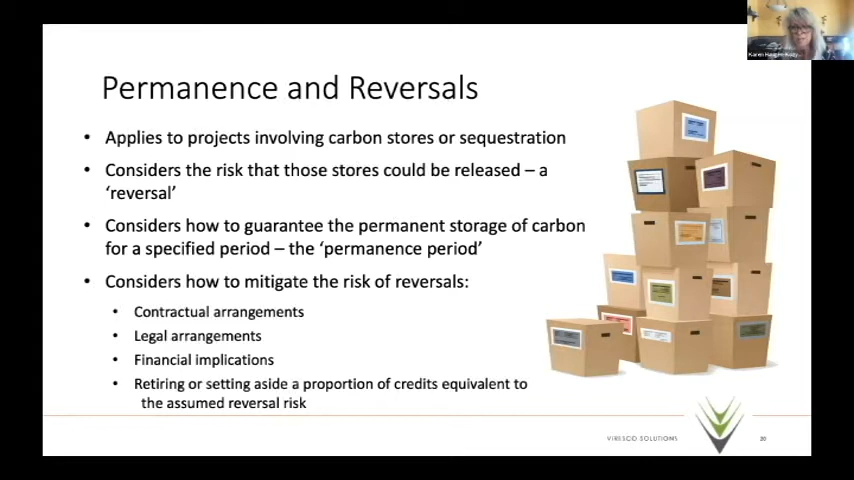 Permanence and Reversals
• Applies to projects involving carbon stores or sequestration
• Considers the risk that those stores could be released – a
'reversal'
• Considers how to guarantee the permanent storage of carbon
for a specified period – the 'permanence period'
• Considers how to mitigate the risk of reversals:
• Contractual arrangements
• Legal arrangements
• Financial implications
• Retiring or setting aside a proportion of credits equivalent to
the assumed reversal risk
VIRESCO SOLUTIONS
Karen